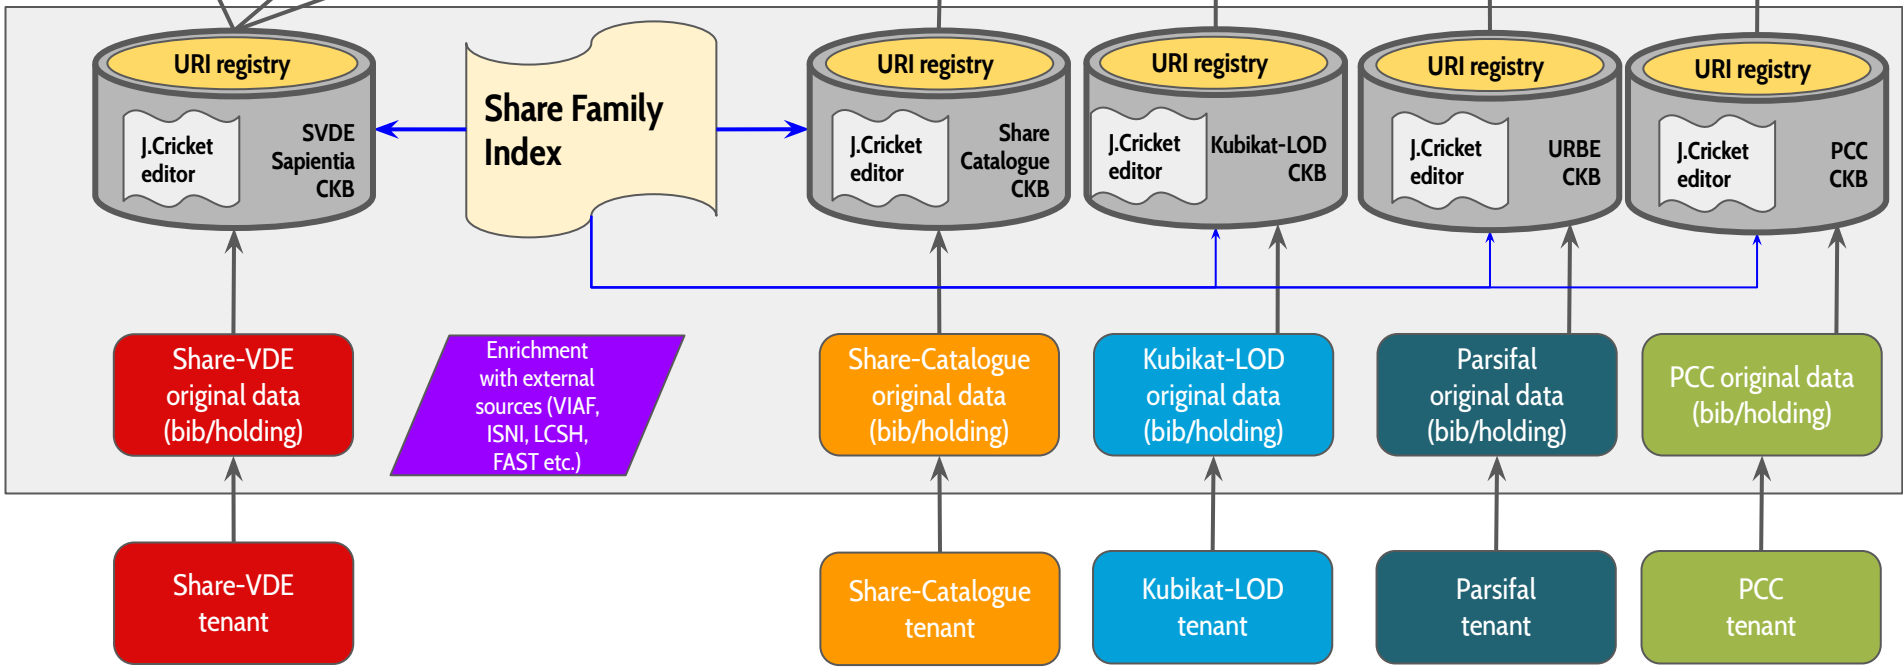 URI registry
J.Cricket
editor
SVDE
Sapientia
CKB
Share Family
Index
URI registry
J.Cricket
editor
Share
Catalogue
CKB
URI registry
J.Cricket
editor
Kubikat-LOD
CKB
URI registry
J.Cricket
editor
URBE
CKB
URI registry
J.Cricket
editor
PCC
CKB
Share-VDE
original data
(bib/holding)
Enrichment
with external
sources (VIAF,
ISNI, LCSH,
FAST etc.)
Share-Catalogue
original data
(bib/holding)
Kubikat-LOD
original data
(bib/holding)
Parsifal
original data
(bib/holding)
PCC original data
(bib/holding)
Share-VDE
tenant
Share-Catalogue
tenant
Kubikat-LOD
tenant
Parsifal
tenant
PCC
tenant